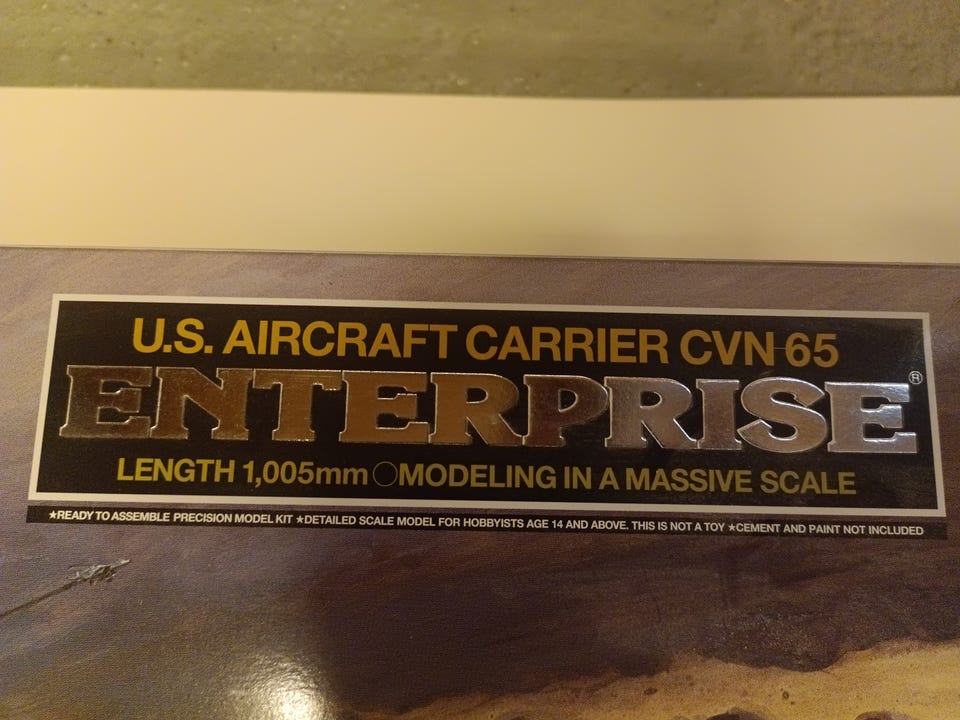 U.S. AIRCRAFT CARRIER CVN-65
ENTERPRISE®
LENGTH 1,005mm ○MODELING IN A MASSIVE SCALE
★READY TO ASSEMBLE PRECISION MODEL KIT ★DETAILED SCALE MODEL FOR HOBBYISTS AGE 14 AND ABOVE. THIS IS NOT A TOY ★CEMENT AND PAINT NOT INCLUDED